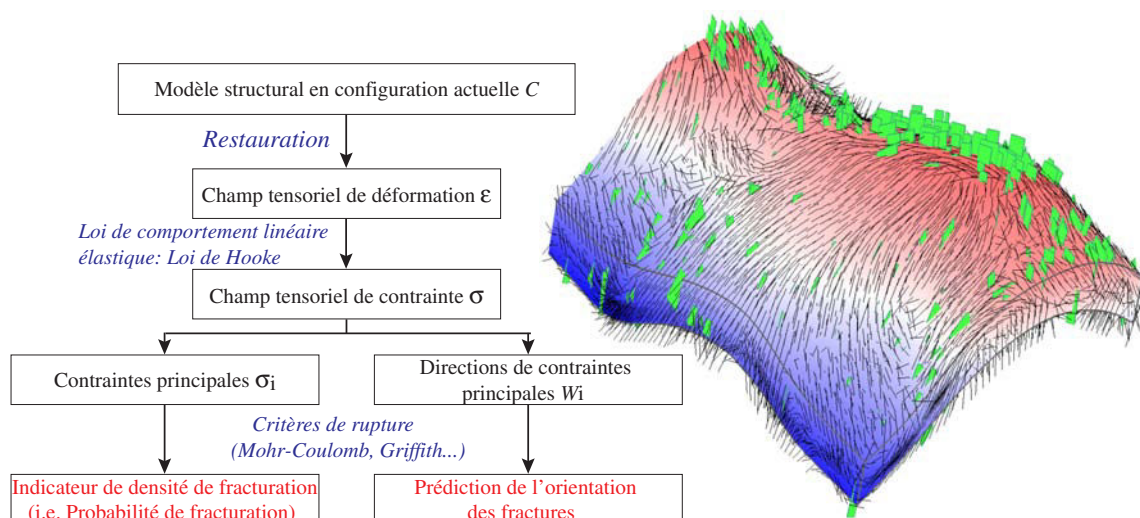 Modèle structural en configuration actuelle C
Restauration
Champ tensoriel de déformation ε
Loi de comportement linéaire
élastique: Loi de Hooke
Champ tensoriel de contrainte σ
Contraintes principales σi
Directions de contraintes
principales Wi
Critères de rupture
(Mohr-Coulomb, Griffith...)
Indicateur de densité de fracturation
(i.e. Probabilité de fracturation)
Prédiction de l'orientation
des fractures